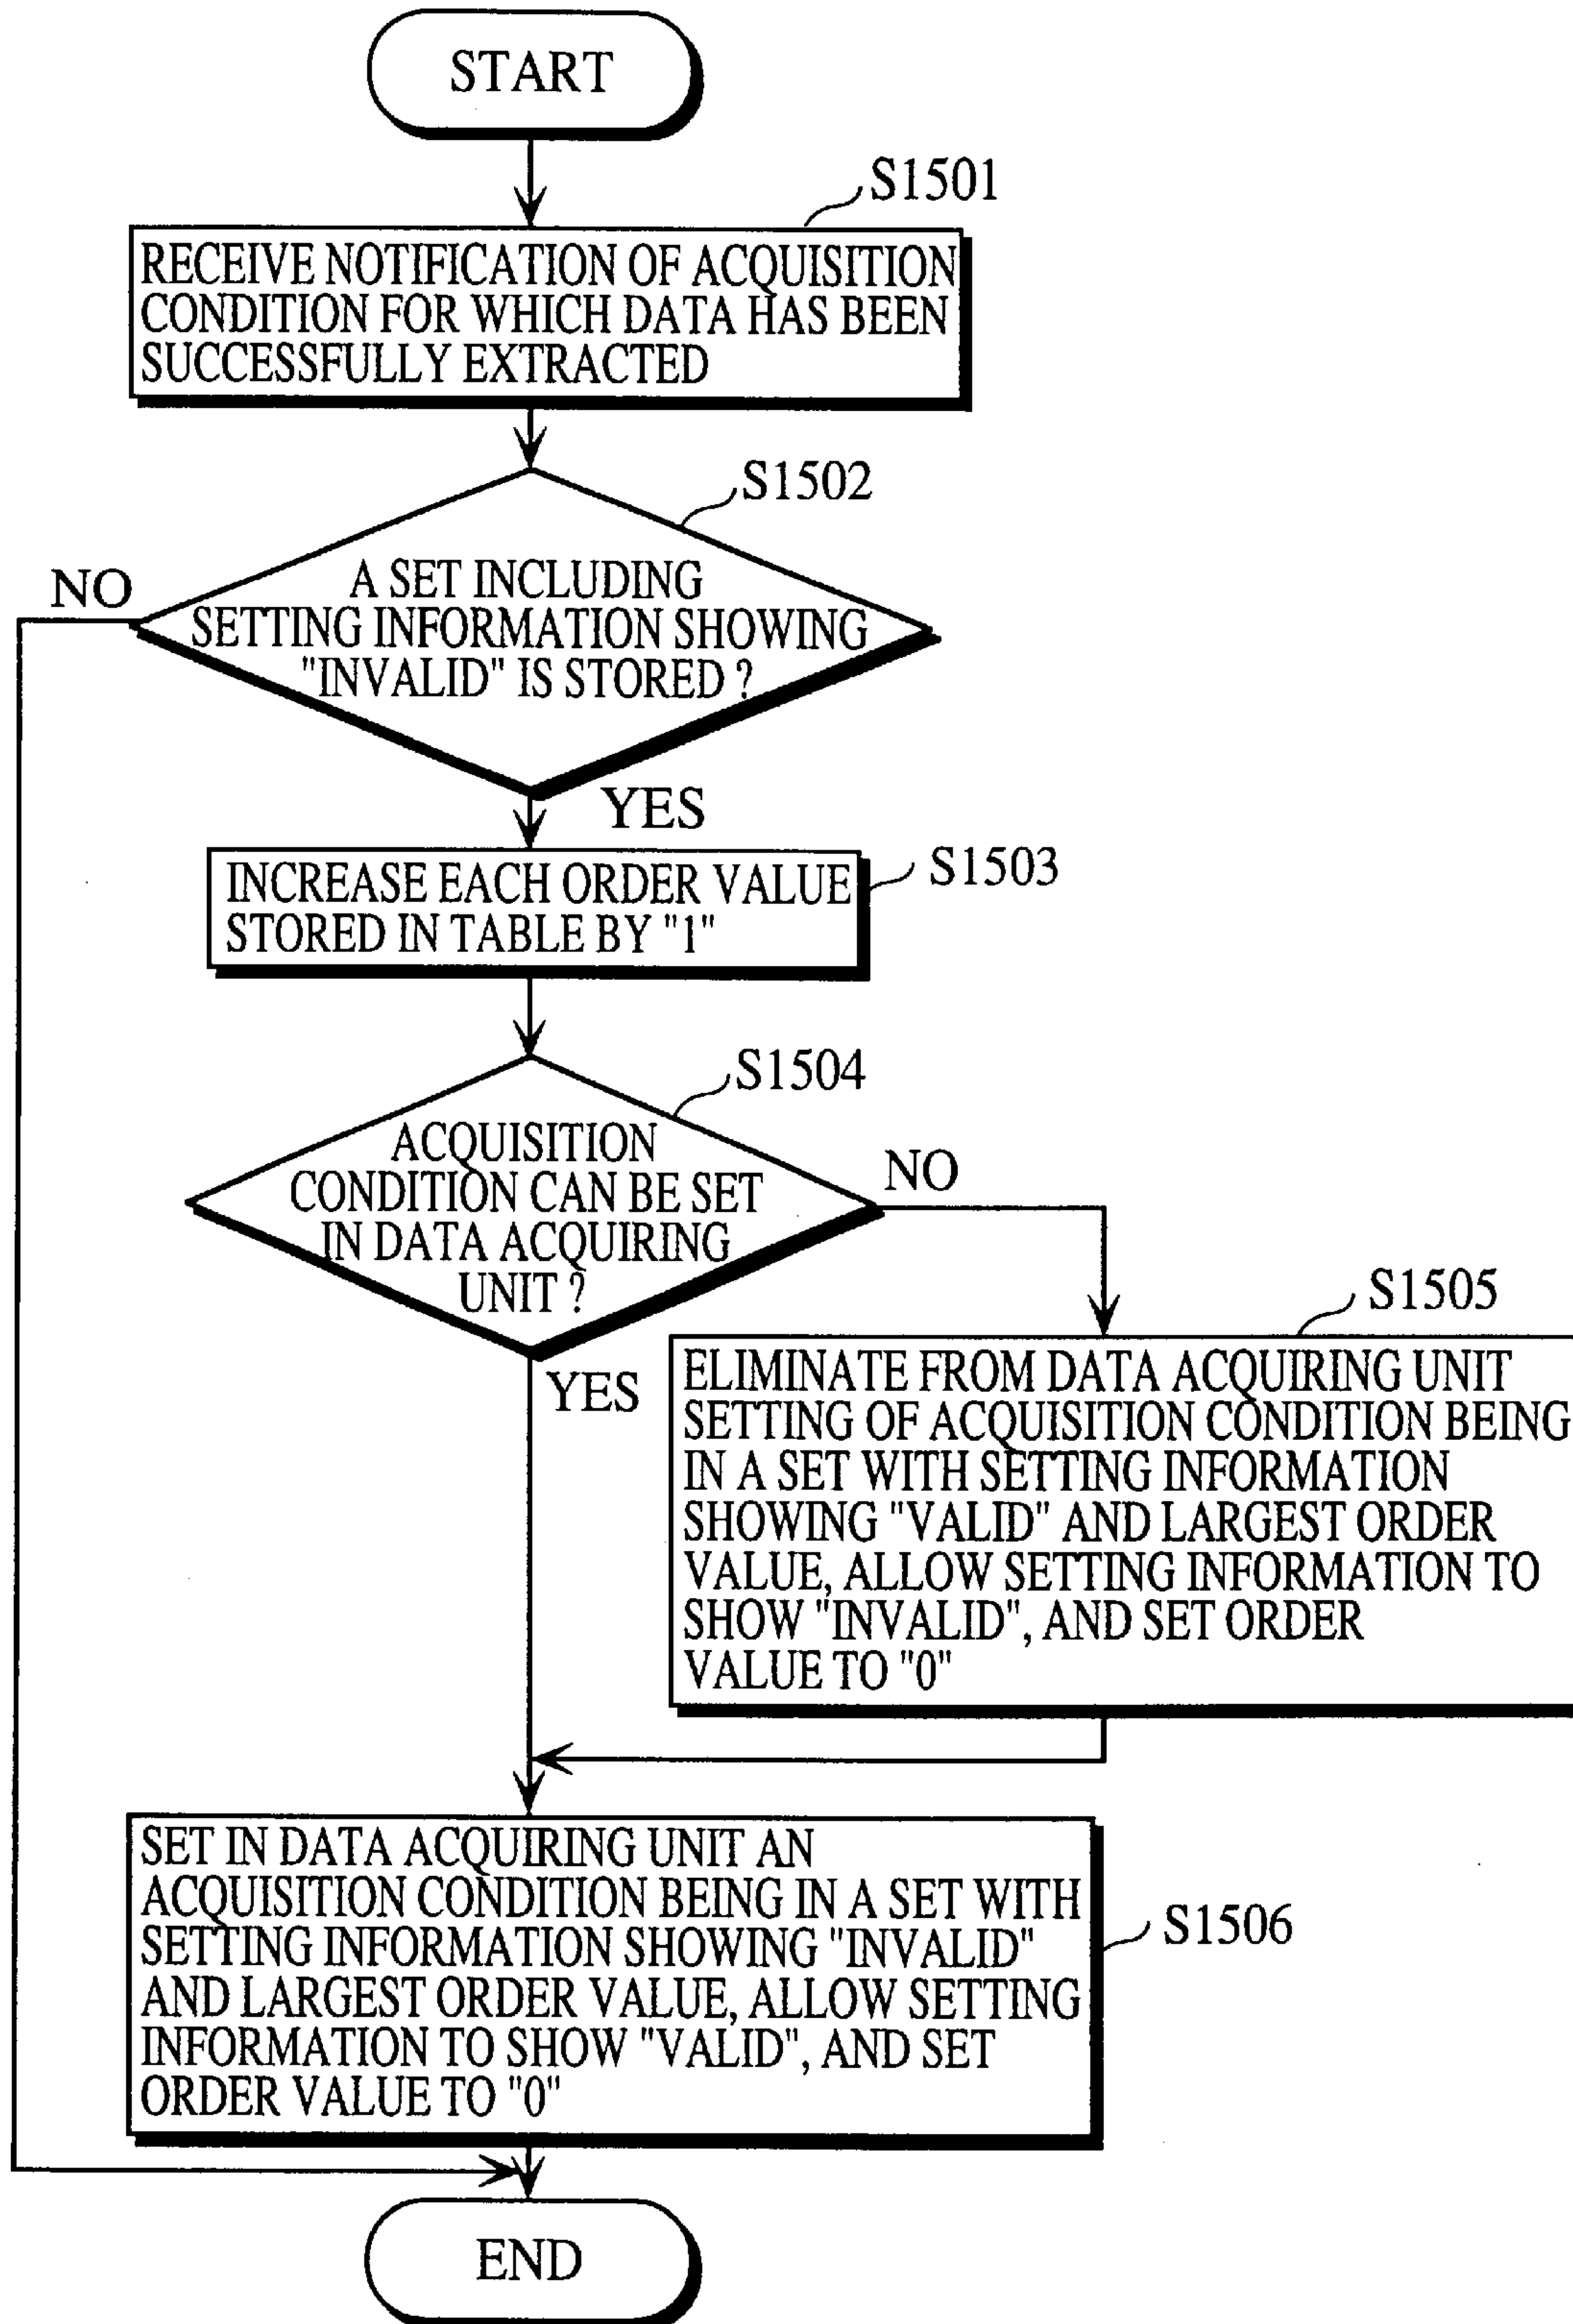 START
S1501
RECEIVE NOTIFICATION OF ACQUISITION
CONDITION FOR WHICH DATA HAS BEEN
SUCCESSFULLY EXTRACTED
S1502
NO
A SET INCLUDING
SETTING INFORMATION SHOWING
"INVALID" IS STORED ?
YES
S1503
INCREASE EACH ORDER VALUE
STORED IN TABLE BY "1"
S1504
ACQUISITION
CONDITION CAN BE SET
IN DATA ACQUIRING
UNIT ?
NO
YES
S1505
ELIMINATE FROM DATA ACQUIRING UNIT
SETTING OF ACQUISITION CONDITION BEING
IN A SET WITH SETTING INFORMATION
SHOWING "VALID" AND LARGEST ORDER
VALUE, ALLOW SETTING INFORMATION TO
SHOW "INVALID", AND SET ORDER
VALUE TO "0"
SET IN DATA ACQUIRING UNIT AN
ACQUISITION CONDITION BEING IN A SET WITH
SETTING INFORMATION SHOWING "INVALID"
AND LARGEST ORDER VALUE, ALLOW SETTING
INFORMATION TO SHOW "VALID", AND SET
ORDER VALUE TO "0"
S1506
END